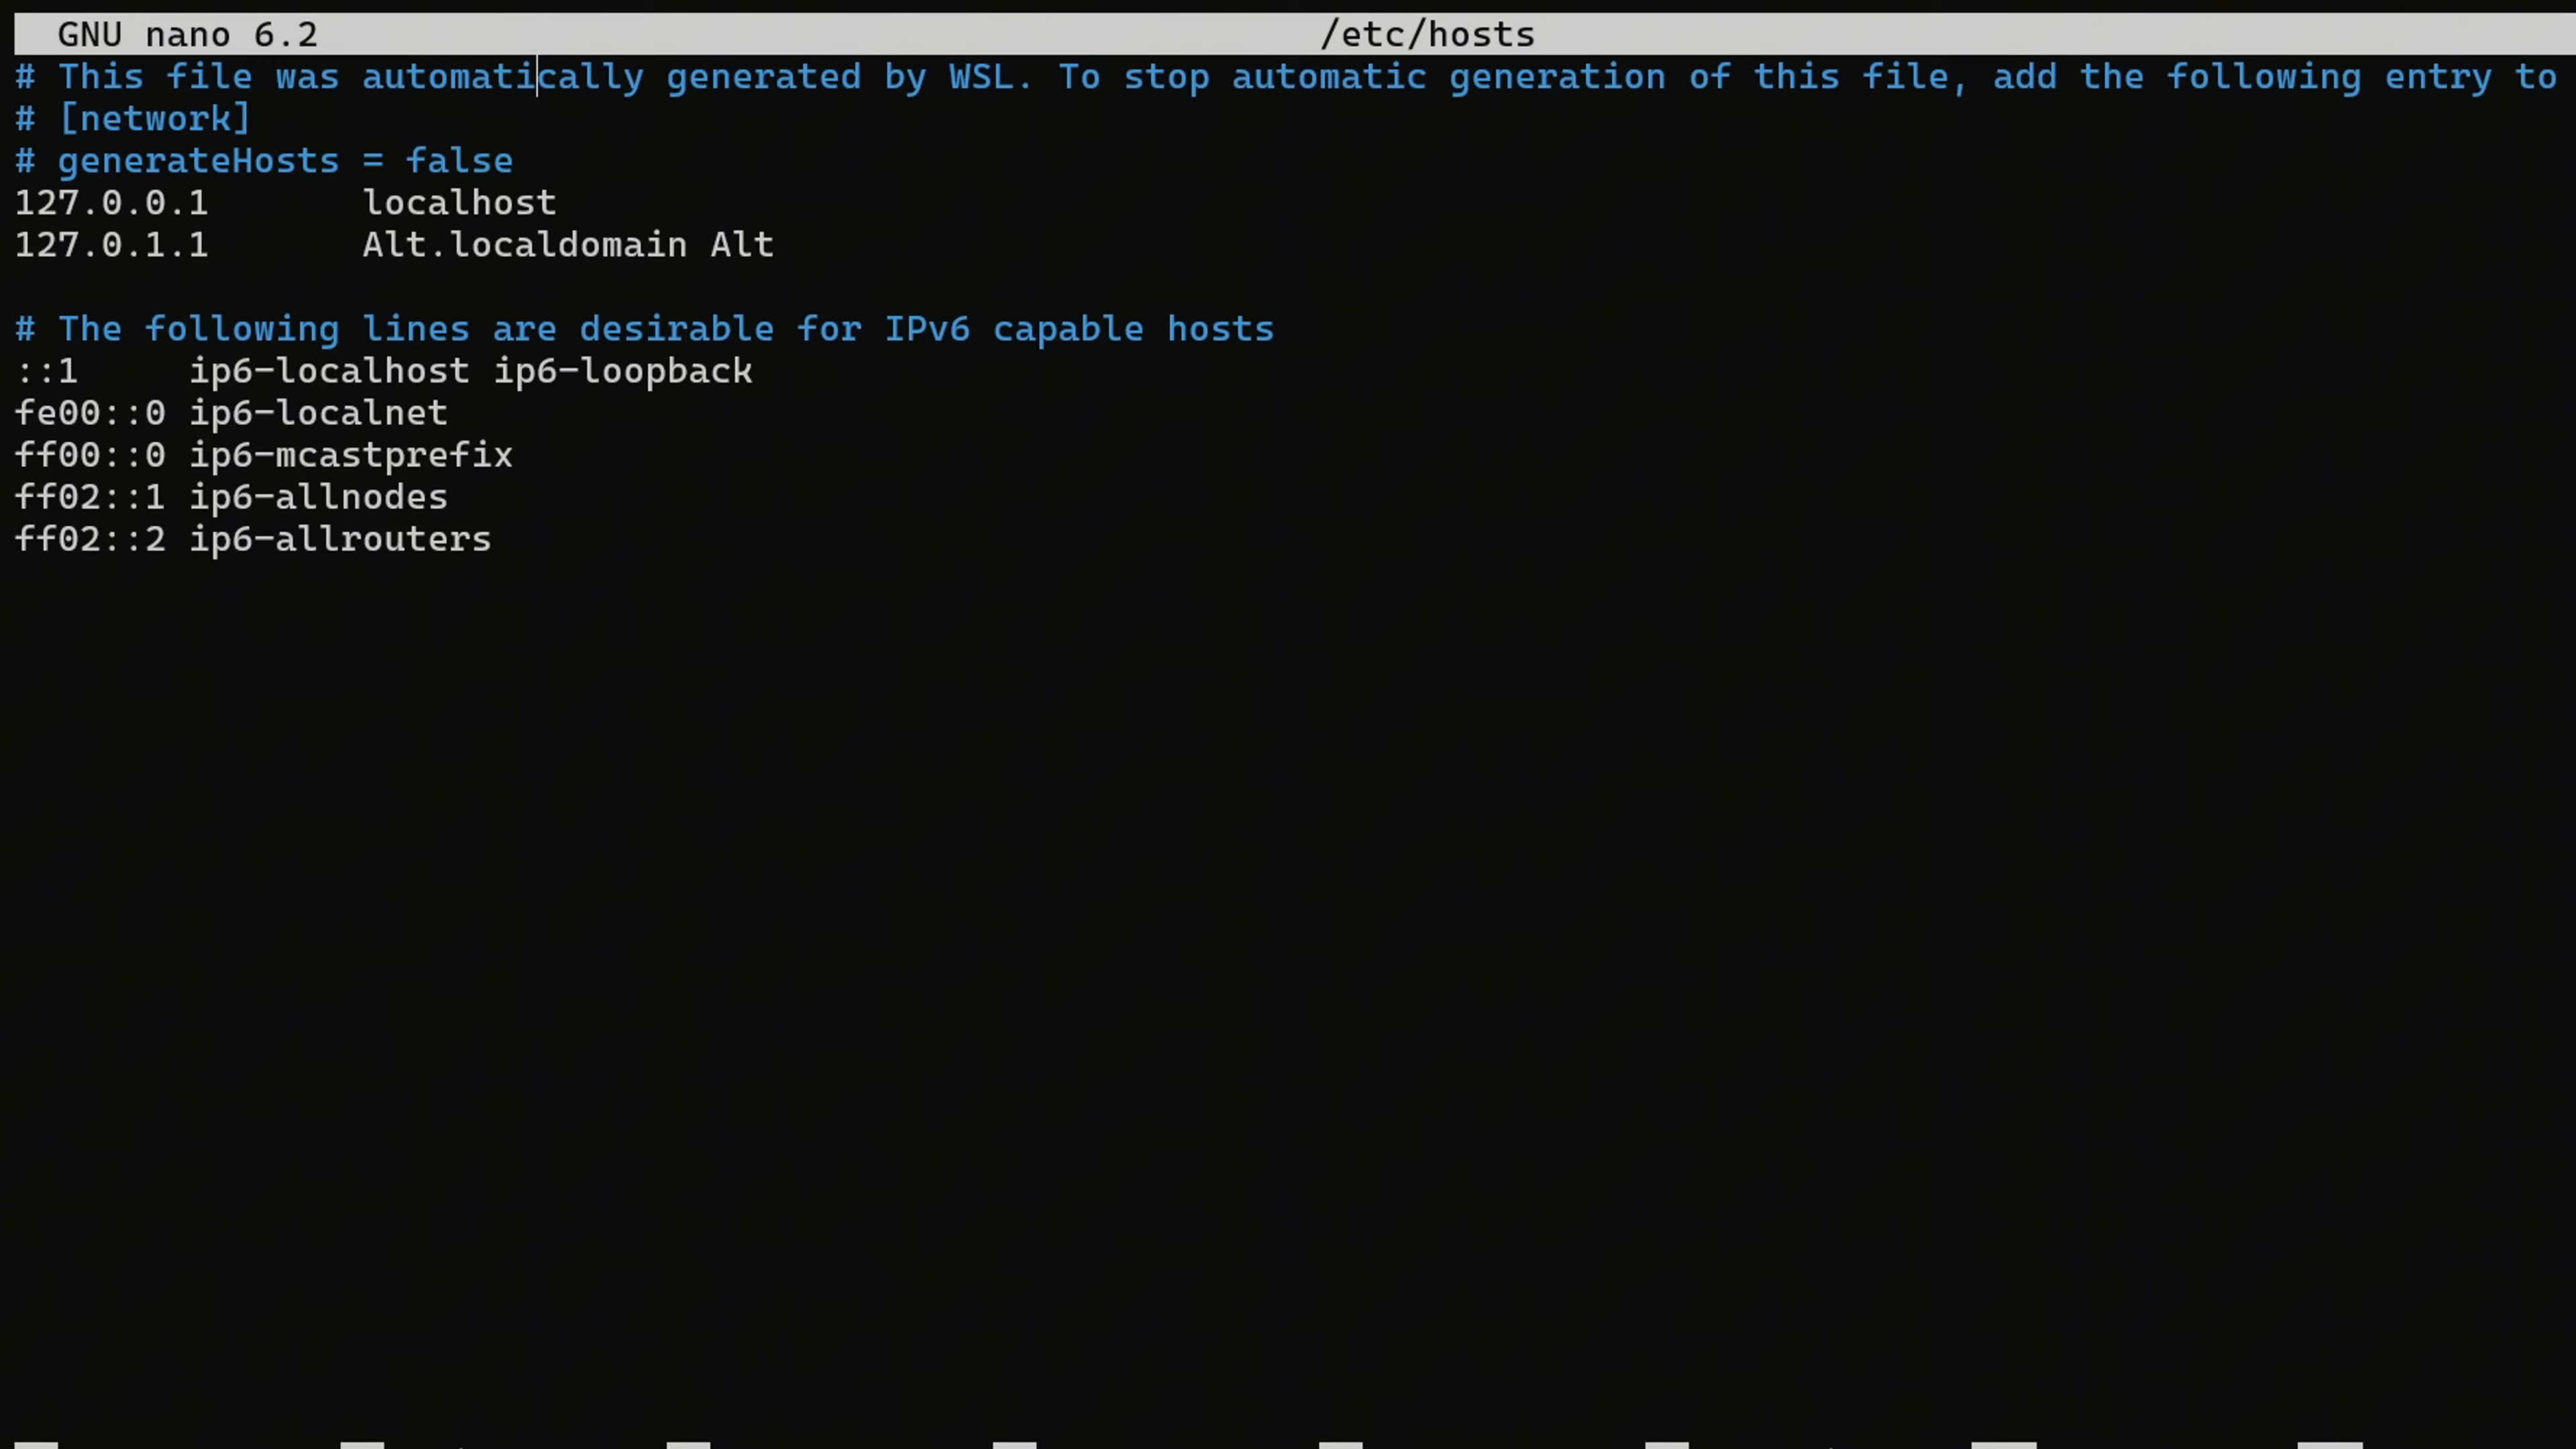 GNU nano 6.2 /etc/hosts
# This file was automatically generated by WSL. To stop automatic generation of this file, add the following entry to
# [network]
# generateHosts = false
127.0.0.1 localhost
127.0.1.1 Alt.localdomain Alt
# The following lines are desirable for IPv6 capable hosts
::1 ip6-localhost ip6-loopback
fe00::0 ip6-localnet
ff00::0 ip6-mcastprefix
ff02::1 ip6-allnodes
ff02::2 ip6-allrouters